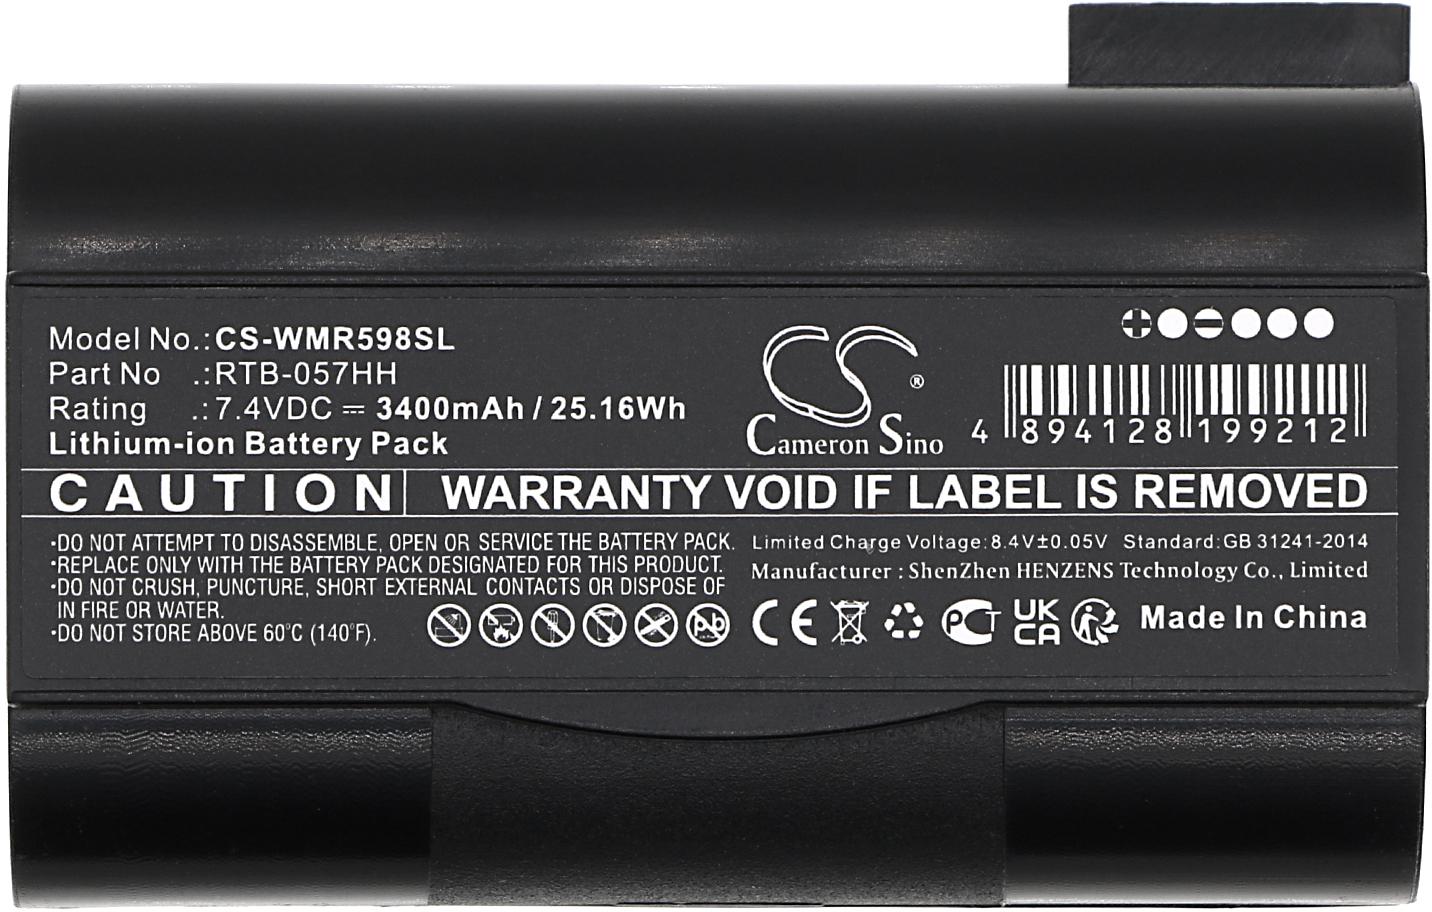 Model No.:CS-WMR598SL
Part No .:RTB-057HH
Rating .:7.4VDC ⎓ 3400mAh / 25.16Wh
Lithium-ion Battery Pack
CS®
Cameron Sino
4 894128 199212
CAUTION WARRANTY VOID IF LABEL IS REMOVED
·DO NOT ATTEMPT TO DISASSEMBLE, OPEN OR SERVICE THE BATTERY PACK.
·REPLACE ONLY WITH THE BATTERY PACK DESIGNATED FOR THIS PRODUCT.
·DO NOT CRUSH, PUNCTURE, SHORT EXTERNAL CONTACTS OR DISPOSE OF
IN FIRE OR WATER.
·DO NOT STORE ABOVE 60°C (140°F).
Limited Charge Voltage:8.4V±0.05V Standard:GB 31241-2014
Manufacturer : ShenZhen HENZENS Technology Co., Limited
Pb CE PCT UK CA Made In China